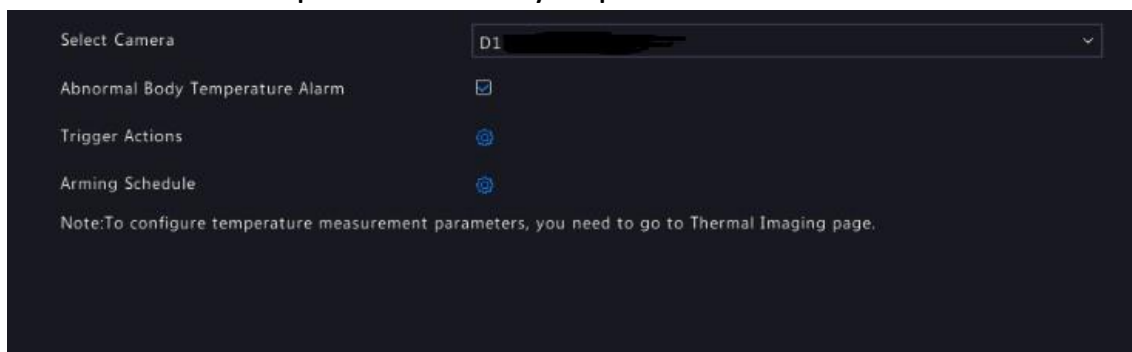 Select Camera D1
Abnormal Body Temperature Alarm
Trigger Actions
Arming Schedule
Note:To configure temperature measurement parameters, you need to go to Thermal Imaging page.